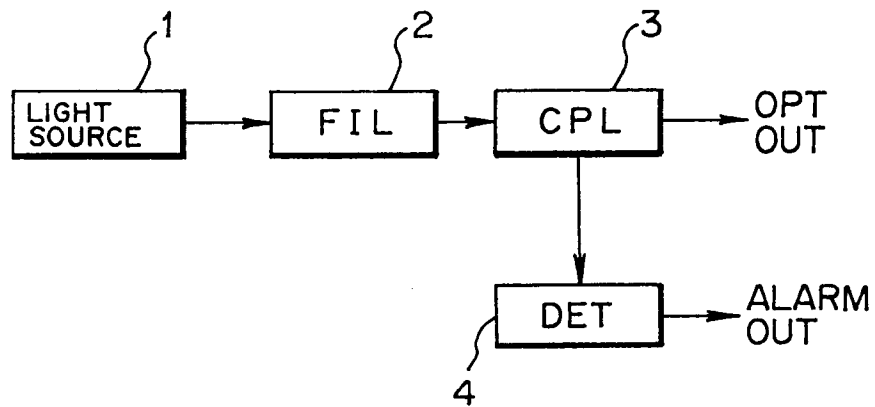 1
2
3
LIGHT
SOURCE
FIL
CPL
OPT
OUT
DET
ALARM
OUT
4